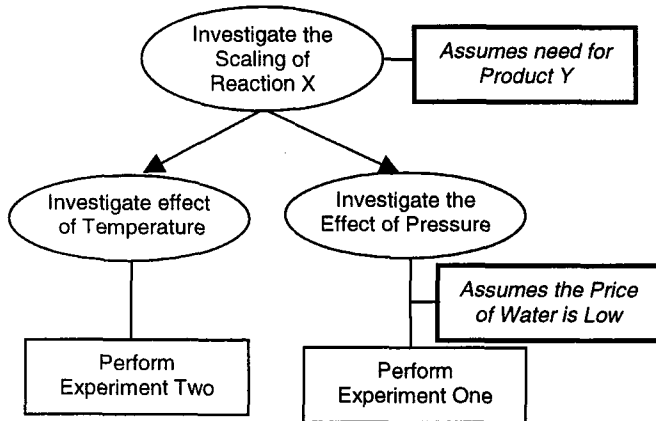 Investigate the
Scaling of
Reaction X
Assumes need for
Product Y
Investigate effect
of Temperature
Investigate the
Effect of Pressure
Assumes the Price
of Water is Low
Perform
Experiment Two
Perform
Experiment One